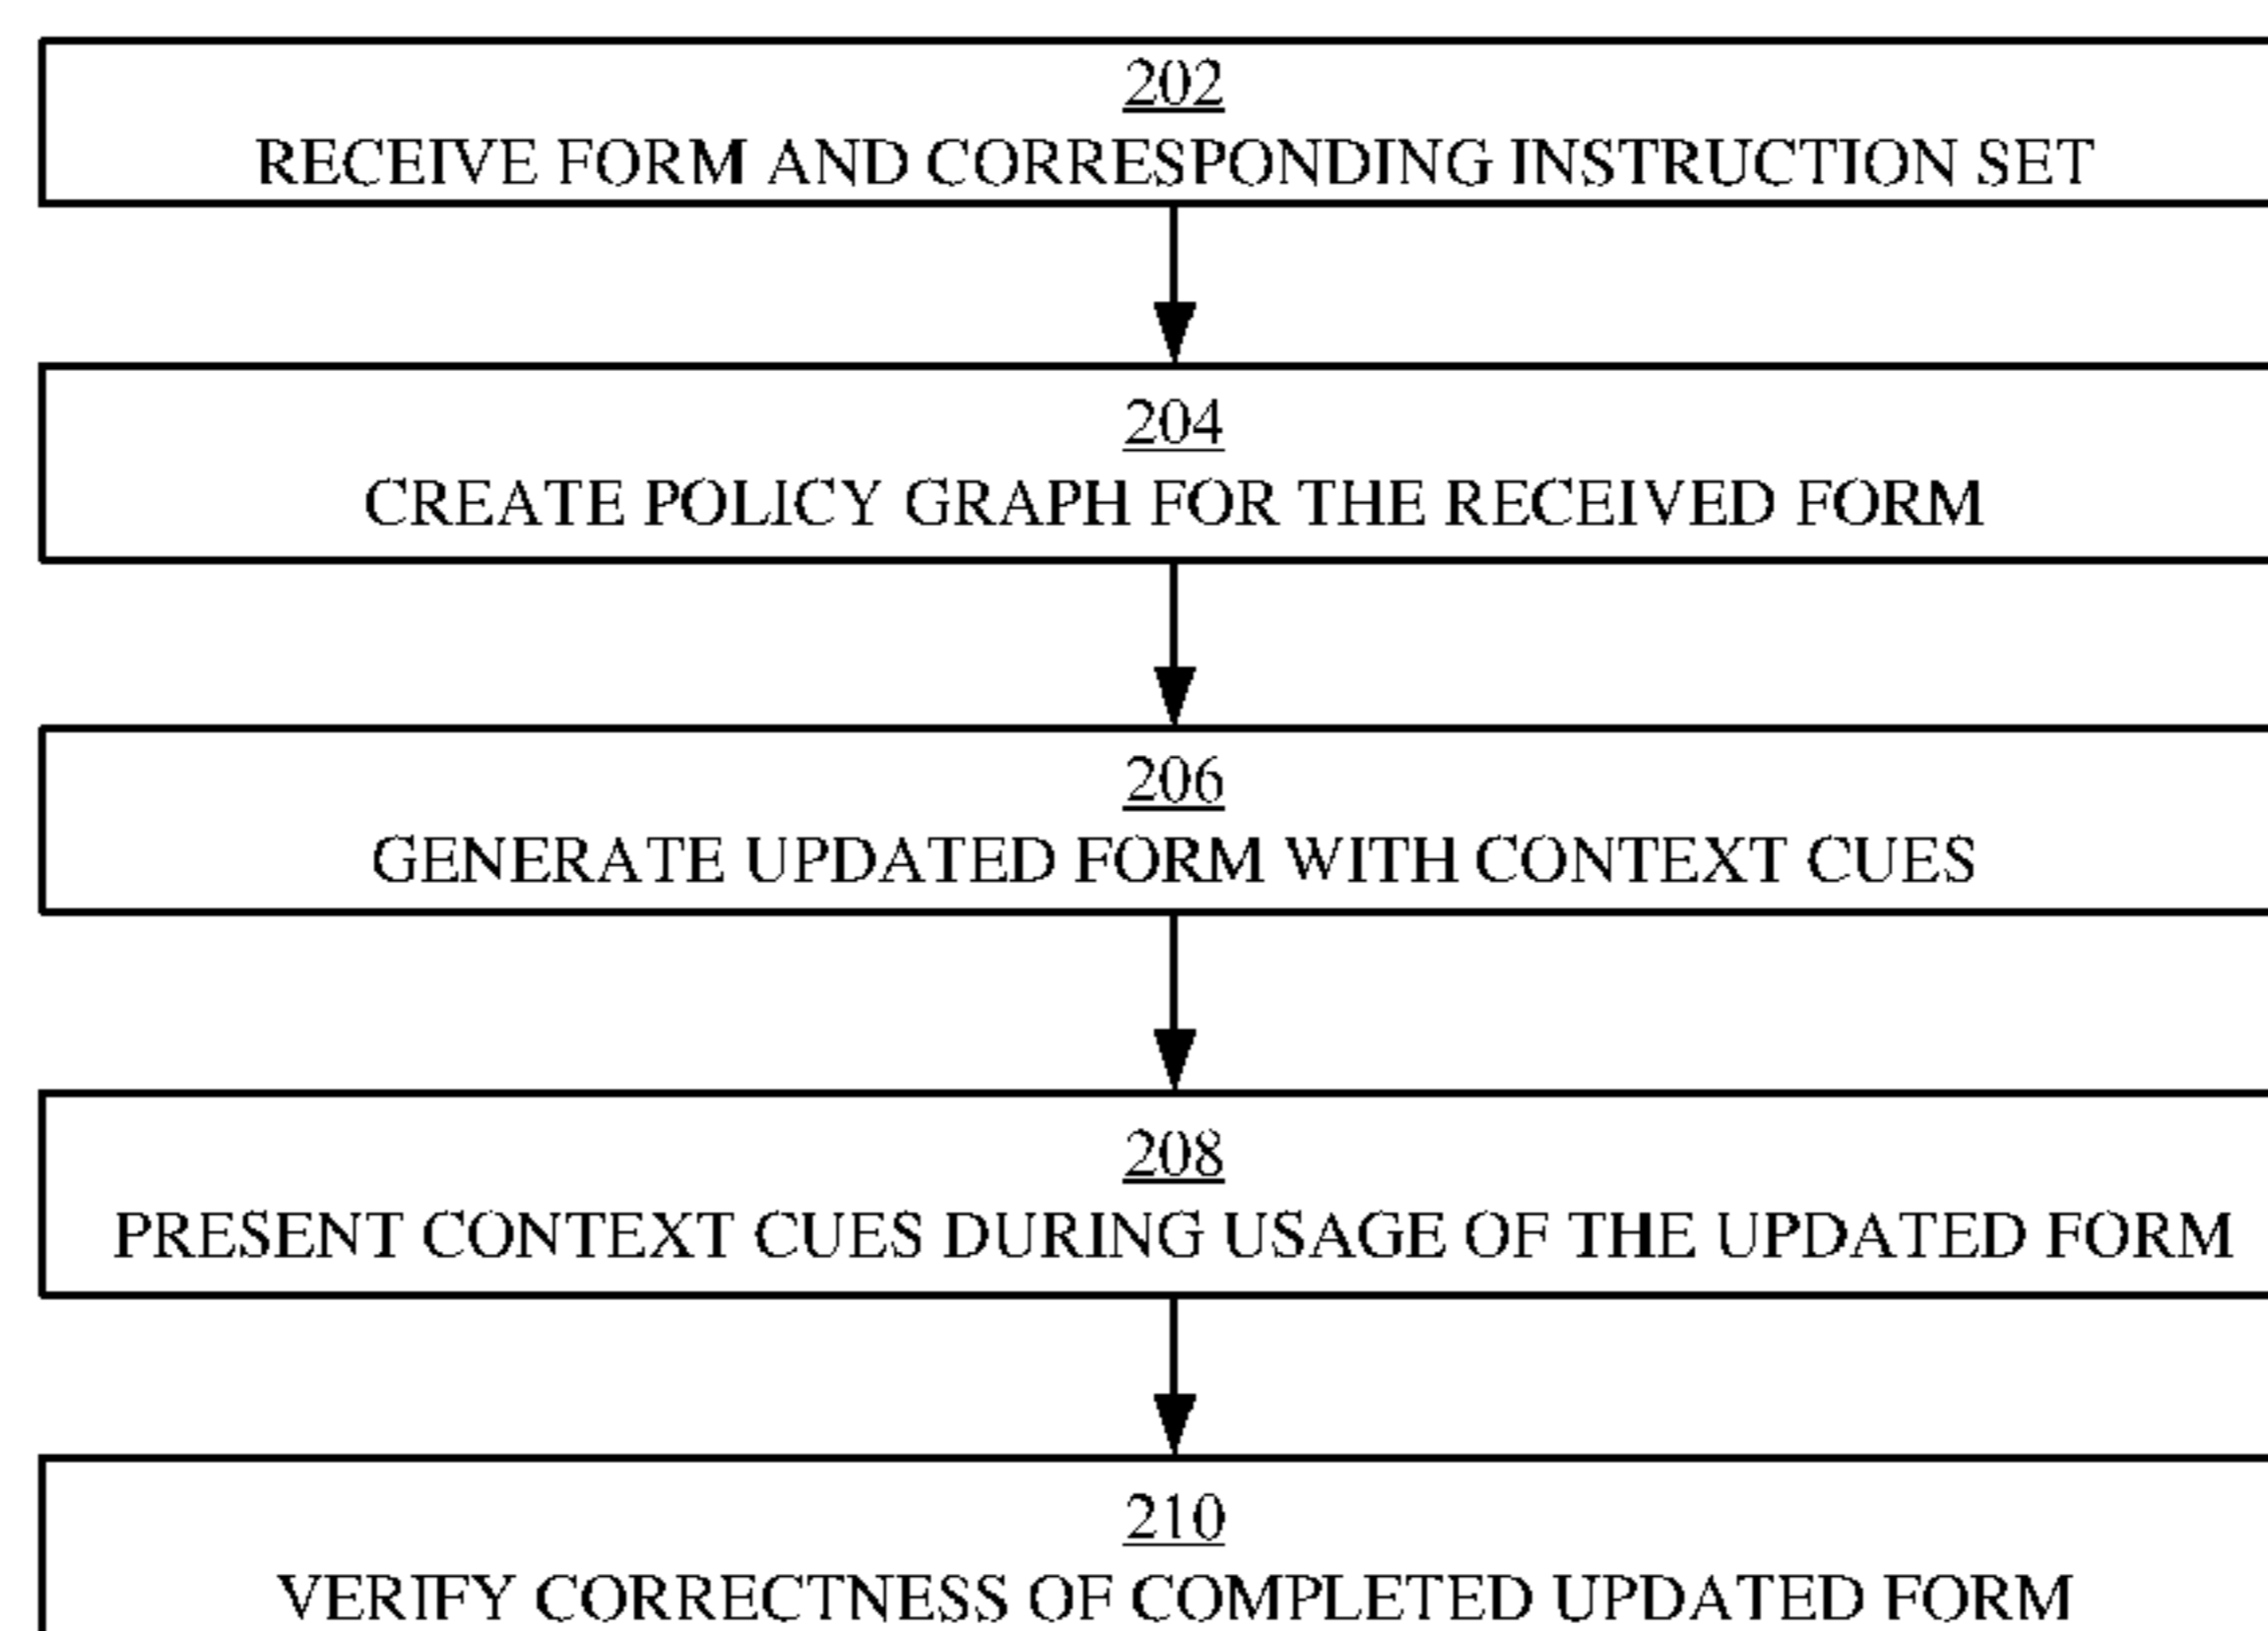 202
RECEIVE FORM AND CORRESPONDING INSTRUCTION SET
204
CREATE POLICY GRAPH FOR THE RECEIVED FORM
206
GENERATE UPDATED FORM WITH CONTEXT CUES
208
PRESENT CONTEXT CUES DURING USAGE OF THE UPDATED FORM
210
VERIFY CORRECTNESS OF COMPLETED UPDATED FORM